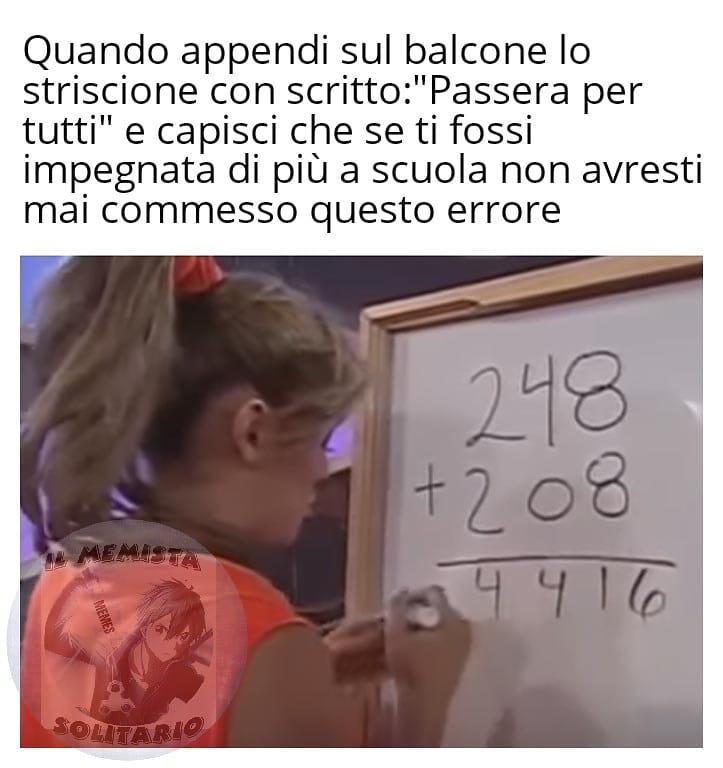 Quando appendi sul balcone lo
striscione con scritto:"Passera per
tutti" e capisci che se ti fossi
impegnata di più a scuola non avresti
mai commesso questo errore
248
+208
4416
IL MEMISTA
MEMES
SOLITARIO